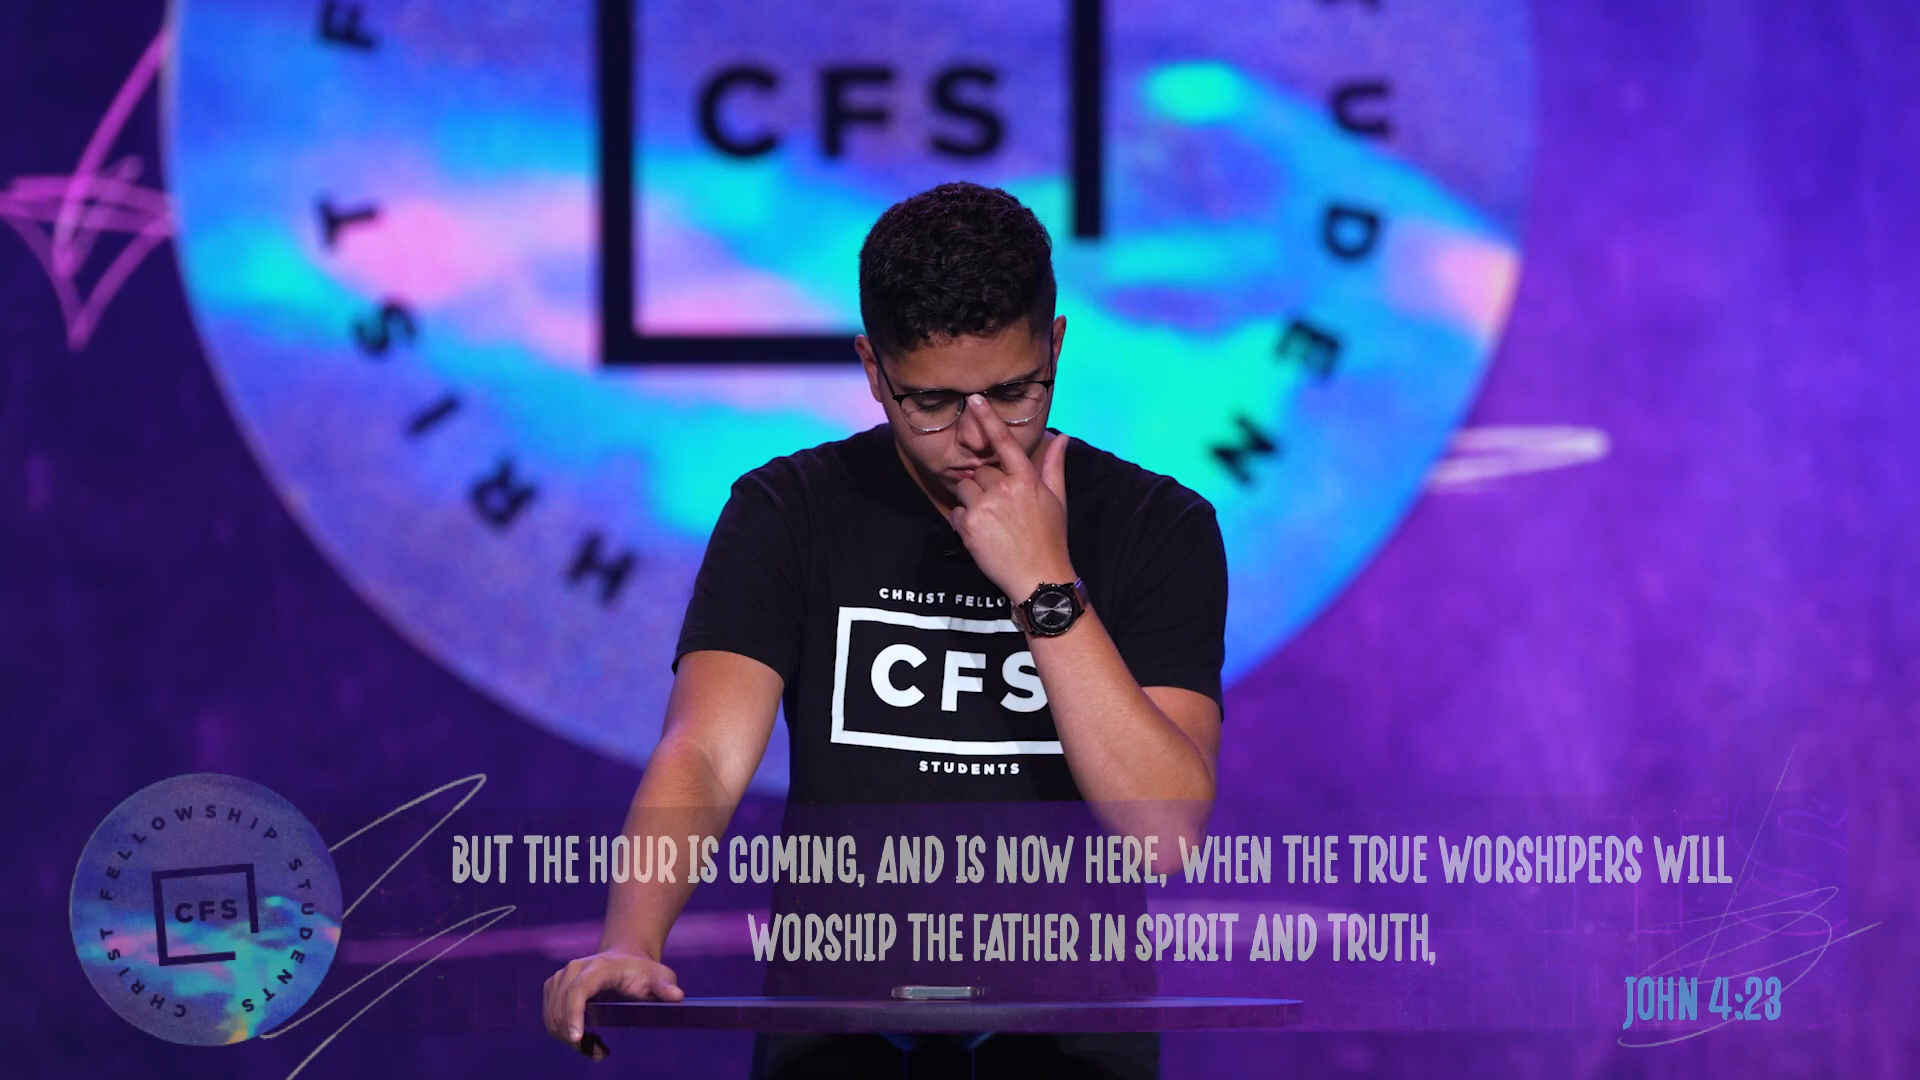 CFS
CHRIST FELLO
CFS
STUDENTS
CHRIST FELLOWSHIP STUDENTS
CFS
BUT THE HOUR IS COMING, AND IS NOW HERE, WHEN THE TRUE WORSHIPERS WILL
WORSHIP THE FATHER IN SPIRIT AND TRUTH,
JOHN 4:23